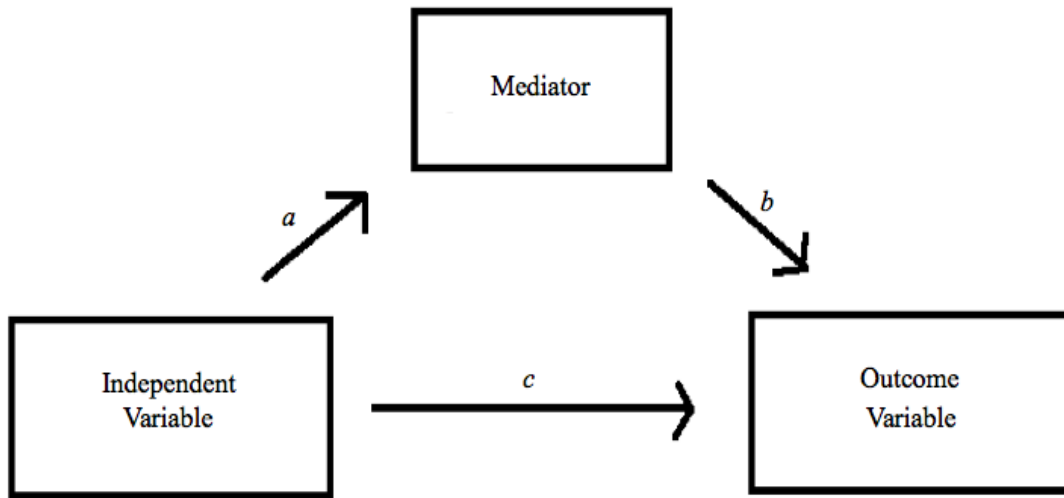 Mediator
a
b
Independent
Variable
c
Outcome
Variable